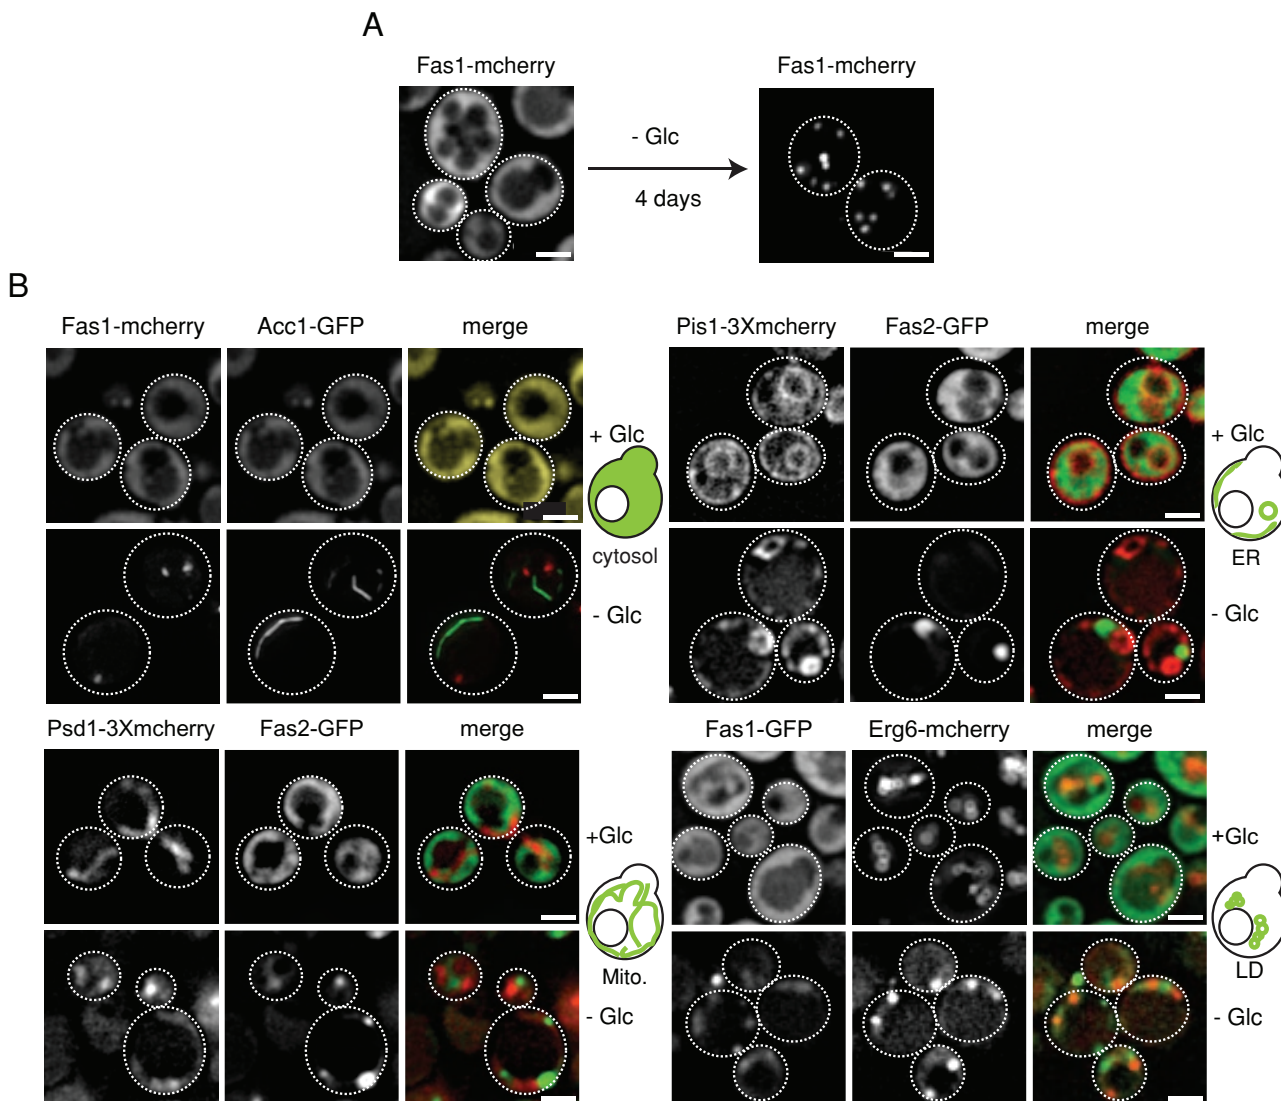 A
Fas1-mcherry
Fas1-mcherry
- Glc
4 days
B
Fas1-mcherry Acc1-GFP merge
+ Glc
cytosol
- Glc
Pis1-3Xmcherry Fas2-GFP merge
+ Glc
ER
- Glc
Psd1-3Xmcherry Fas2-GFP merge
+Glc
Mito.
- Glc
Fas1-GFP Erg6-mcherry merge
+Glc
LD
- Glc